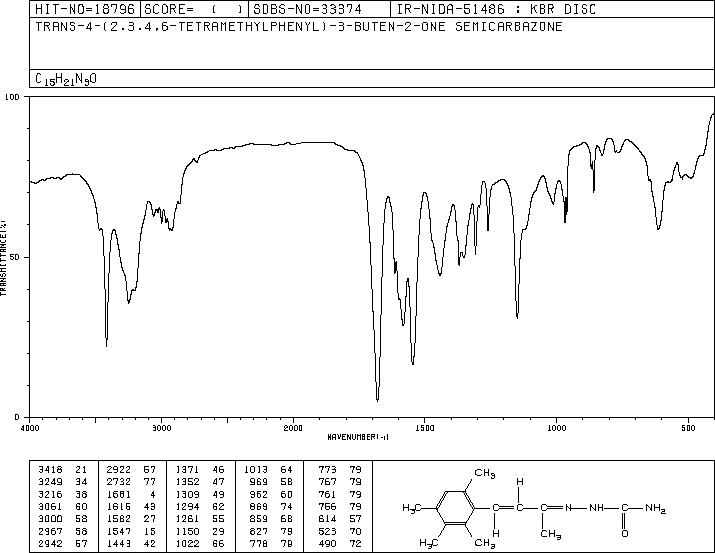 HIT-NO=18796 SCORE= ( ) SDBS-NO=33374 IR-NIDA-51486 : KBR DISC
TRANS-4-(2,3,4,6-TETRAMETHYLPHENYL)-3-BUTEN-2-ONE SEMICARBAZONE
C15H21N3O
100
50
0
TRANSMITTANCE(%)
4000 3000 2000 1500 1000 500
WAVENUMBER(-1)
3418 21 2922 57 1371 46 1013 64 773 79
3249 34 2732 77 1352 47 969 58 767 79
3216 38 1681 4 1309 49 962 60 761 79
3061 60 1616 43 1294 62 869 74 756 79
3000 58 1582 27 1261 55 859 68 614 57
2967 58 1547 15 1150 29 827 79 523 70
2942 57 1443 42 1022 66 778 79 490 72
CH3
H
H3C
N NH NH2
H3C CH3 H CH3 O